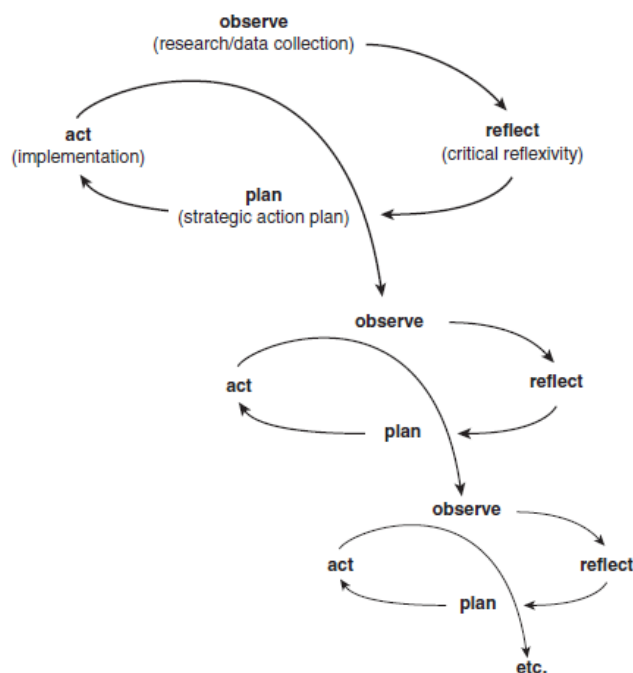 observe
(research/data collection)
reflect
(critical reflexivity)
plan
(strategic action plan)
act
(implementation)
observe
reflect
plan
act
observe
reflect
plan
act
etc.